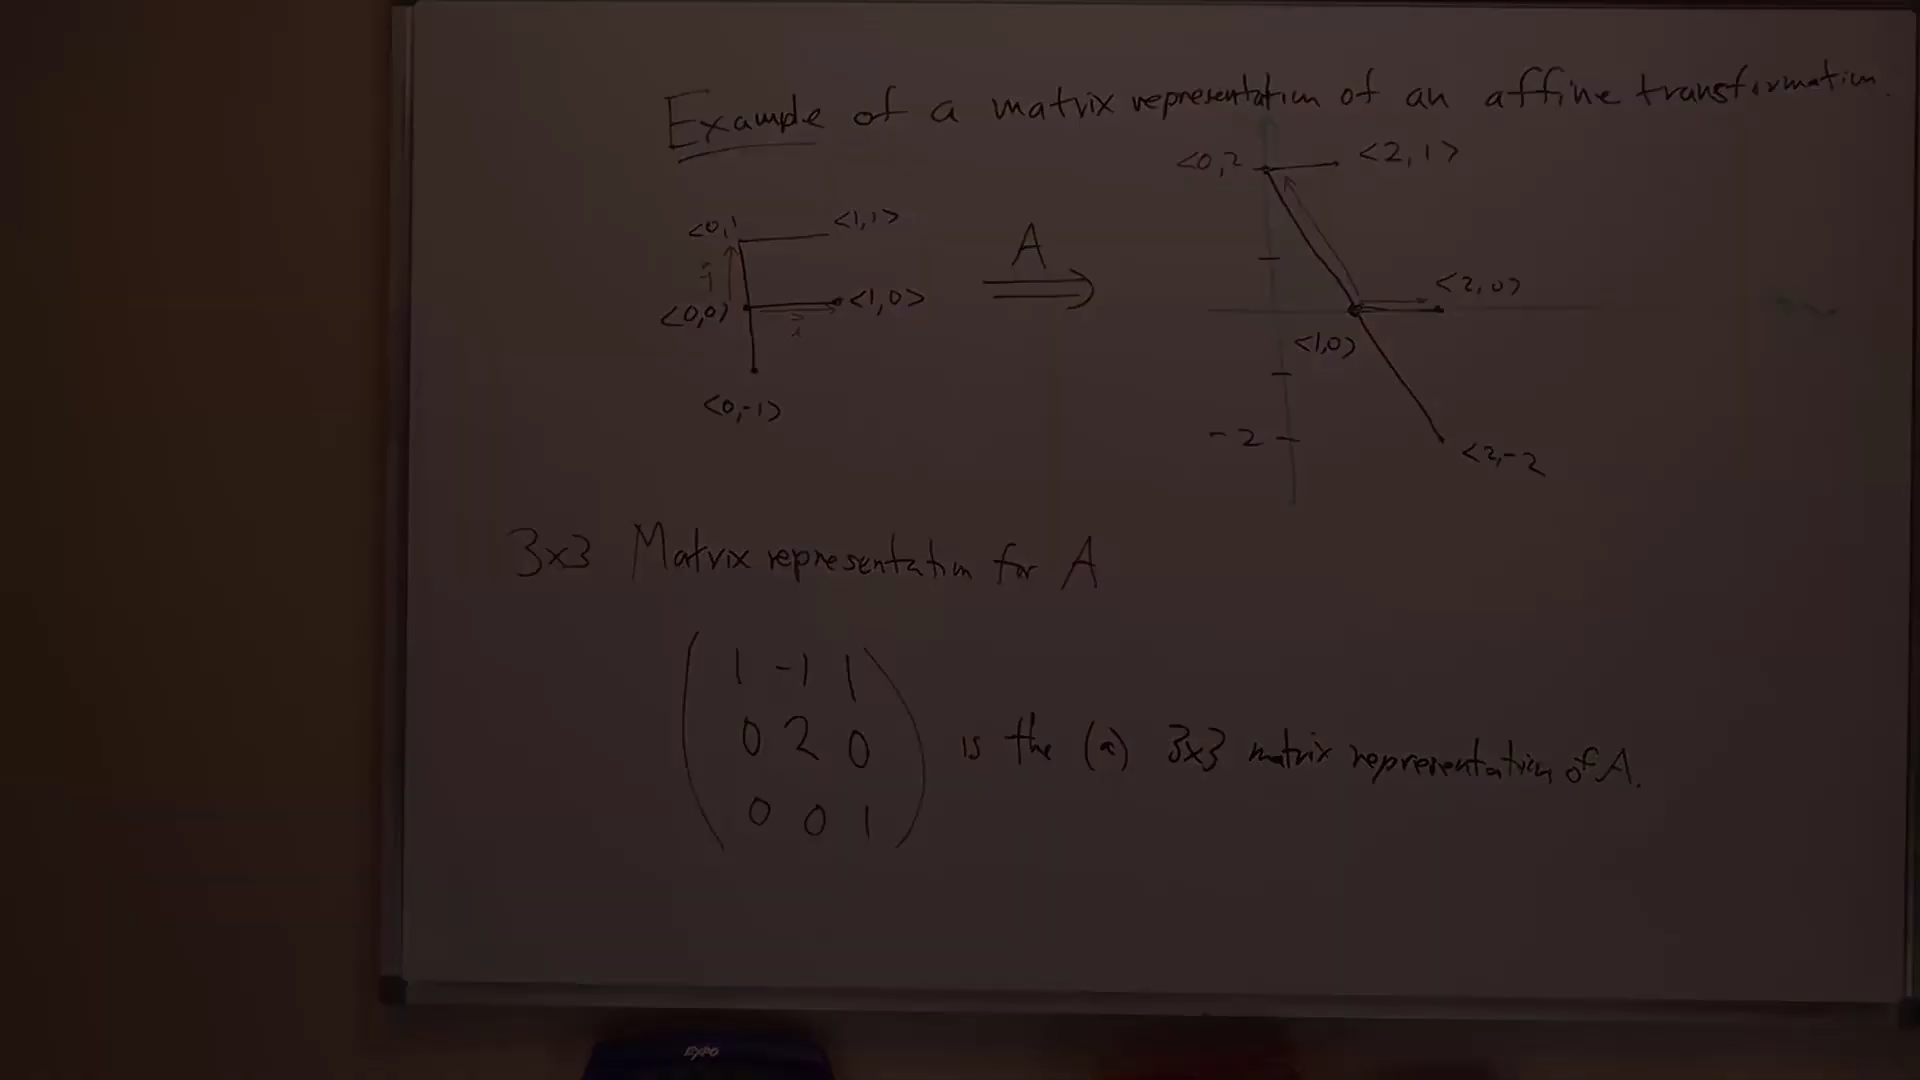 Example of a matrix representation of an affine transformation.
<0,2 <2,1>
<0,1 <1,1>
A
j
<0,0> <1,0>
i
<2,0>
<1,0>
<0,-1>
-2
<2,-2
3x3 Matrix representation for A
1 -1 1
0 2 0
0 0 1
is the (a) 3x3 matrix representation of A.
EXPO